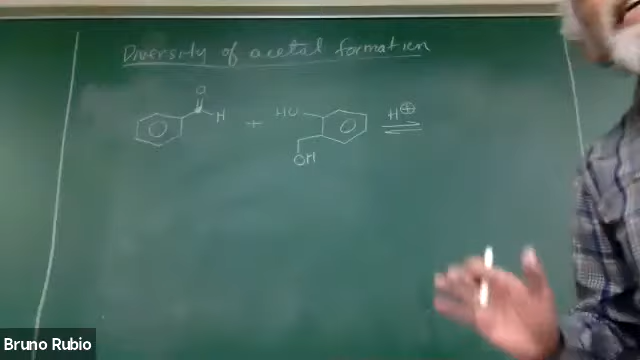 Diversity of acetal formation
O
H + HO H⊕
OH
Bruno Rubio